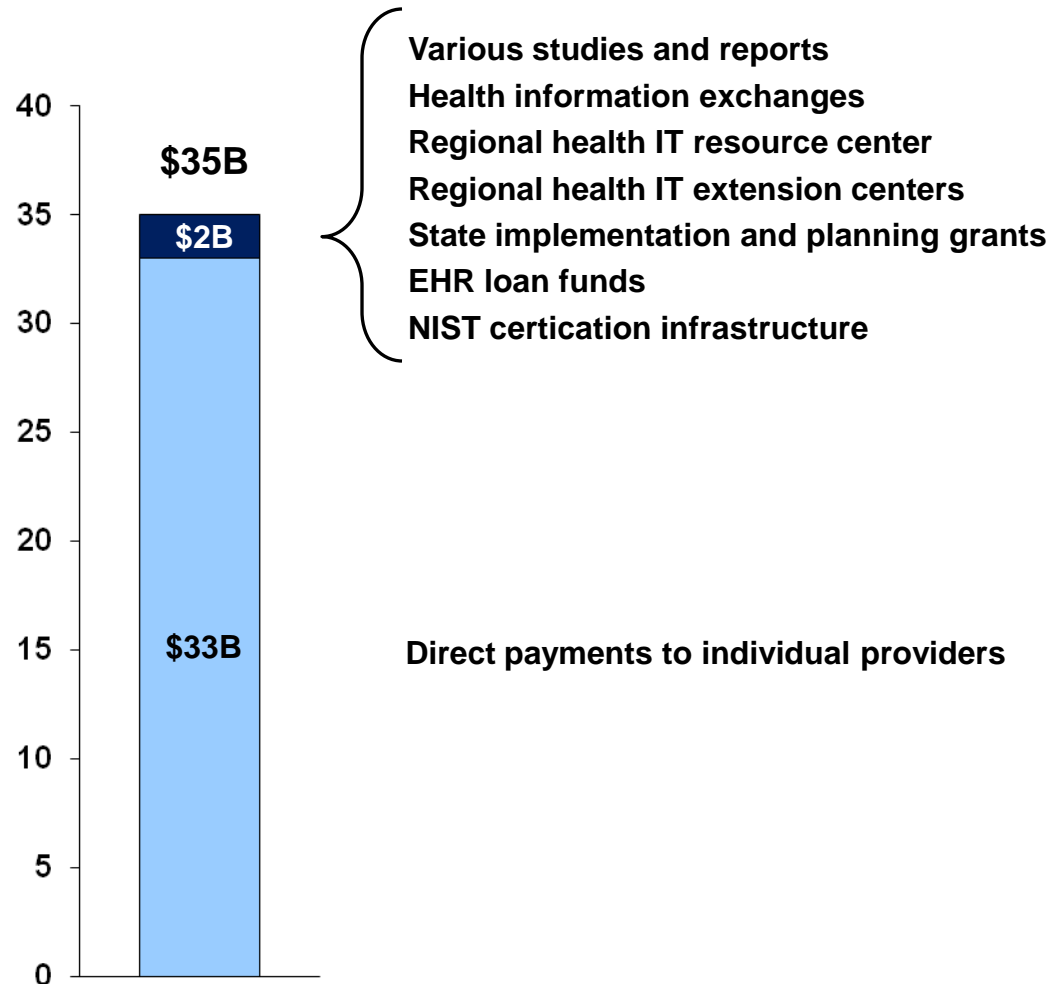 Various studies and reports
Health information exchanges
Regional health IT resource center
Regional health IT extension centers
State implementation and planning grants
EHR loan funds
NIST certication infrastructure
40
$35B
35
$2B
30
25
20
15
$33B
Direct payments to individual providers
10
5
0